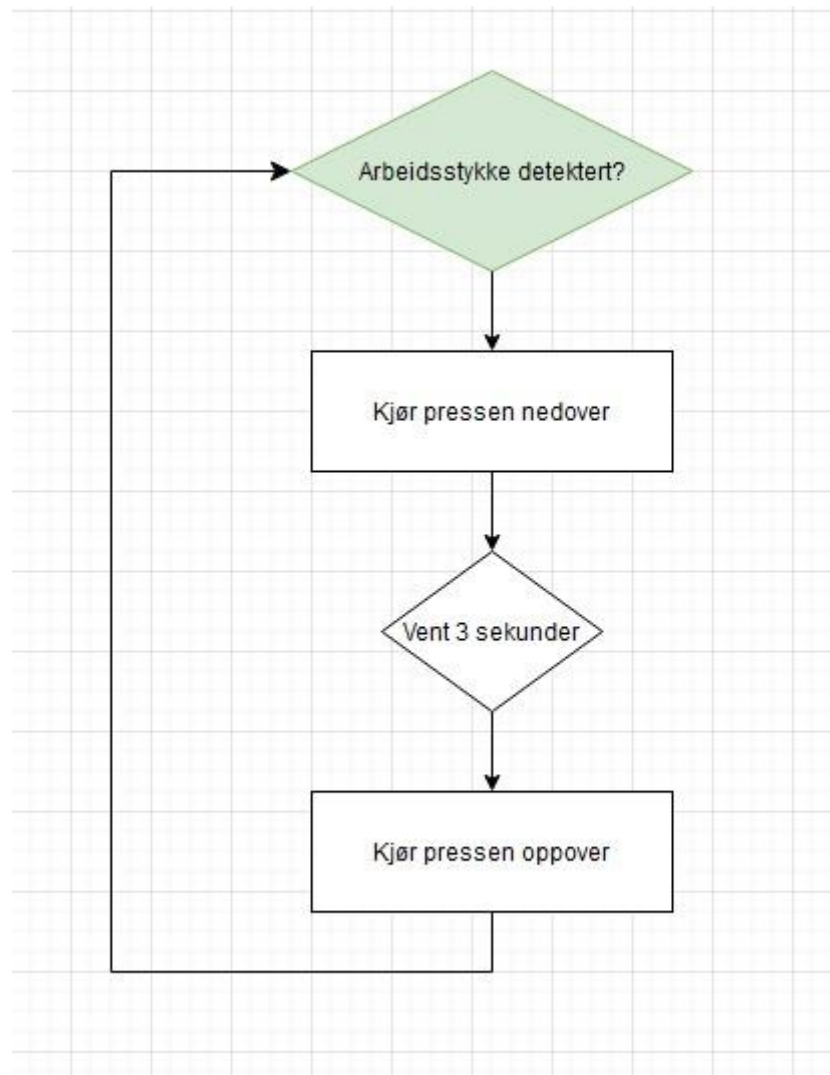 Arbeidsstykke detektert?
Kjør pressen nedover
Vent 3 sekunder
Kjør pressen oppover